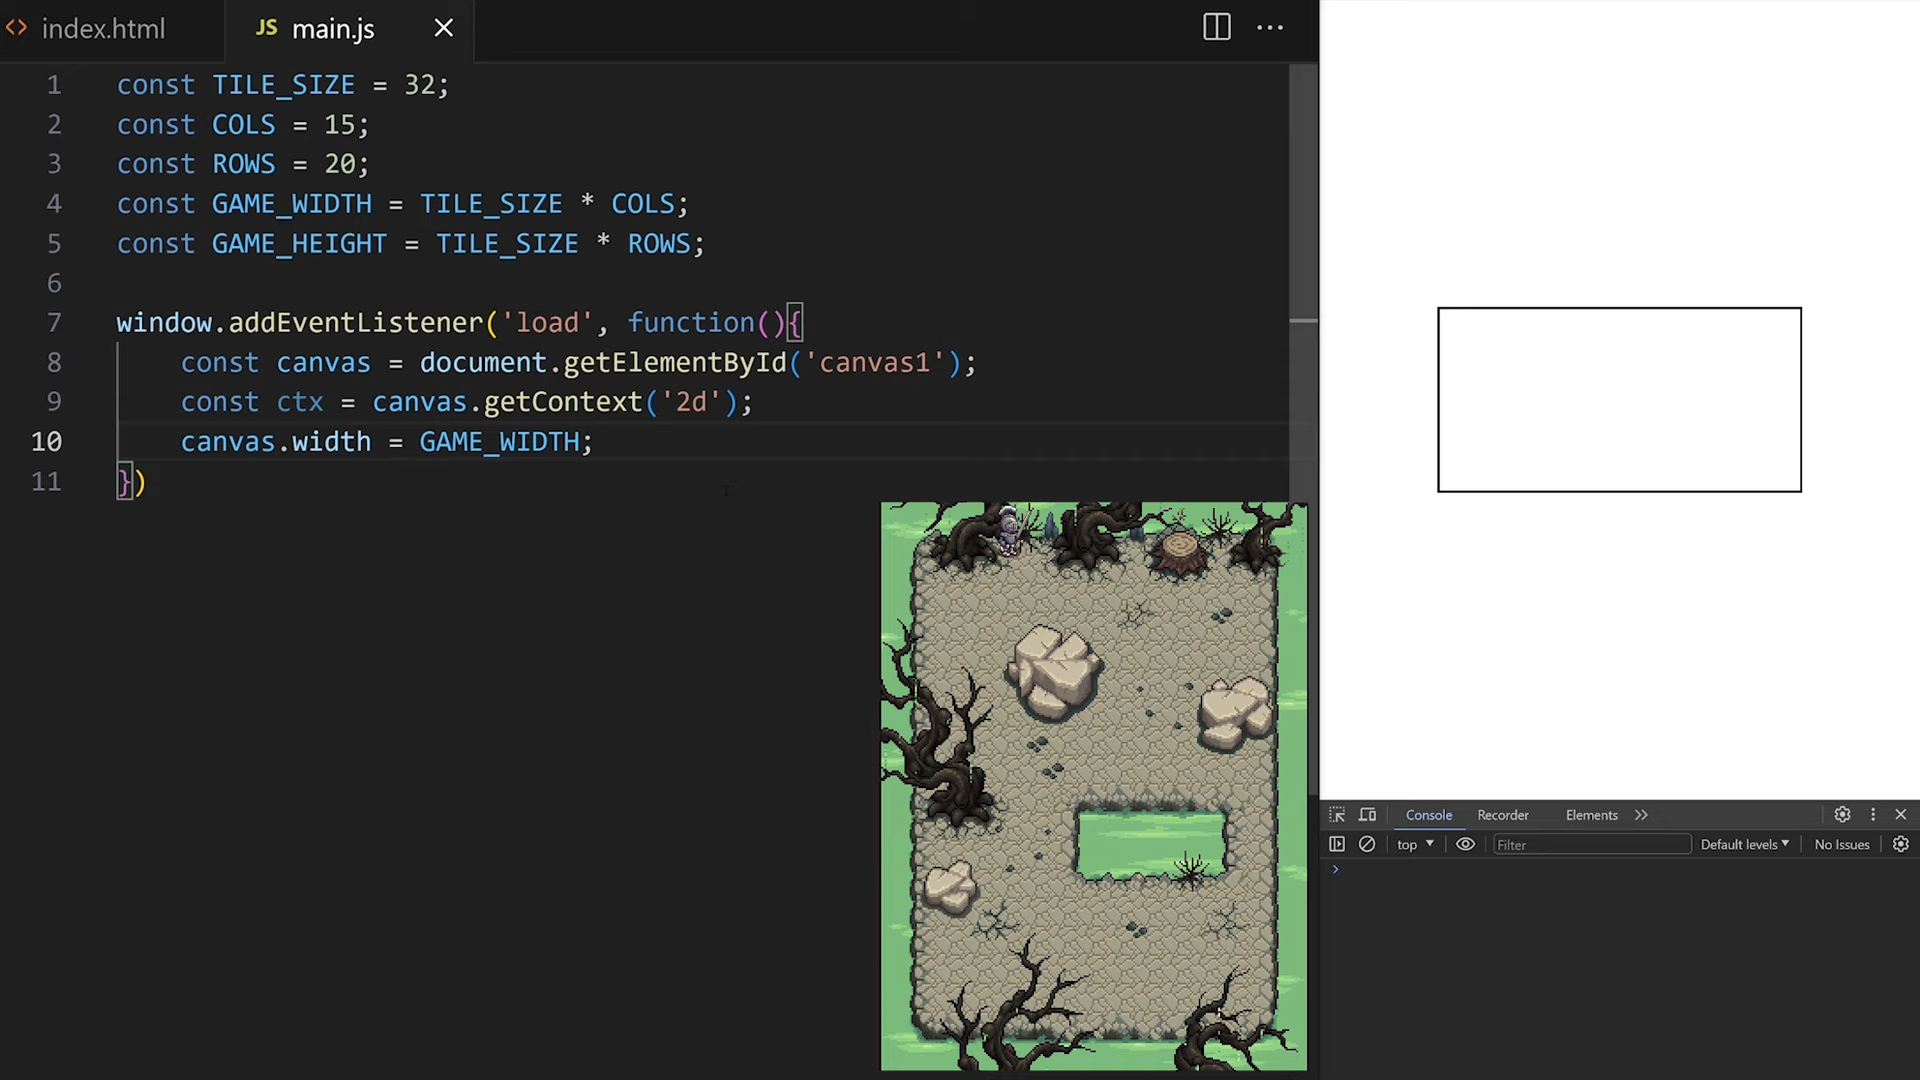 <> index.html JS main.js
1 const TILE_SIZE = 32;
2 const COLS = 15;
3 const ROWS = 20;
4 const GAME_WIDTH = TILE_SIZE * COLS;
5 const GAME_HEIGHT = TILE_SIZE * ROWS;
6
7 window.addEventListener('load', function(){
8 const canvas = document.getElementById('canvas1');
9 const ctx = canvas.getContext('2d');
10 canvas.width = GAME_WIDTH;
11 })
Console Recorder Elements
top Filter Default levels No Issues